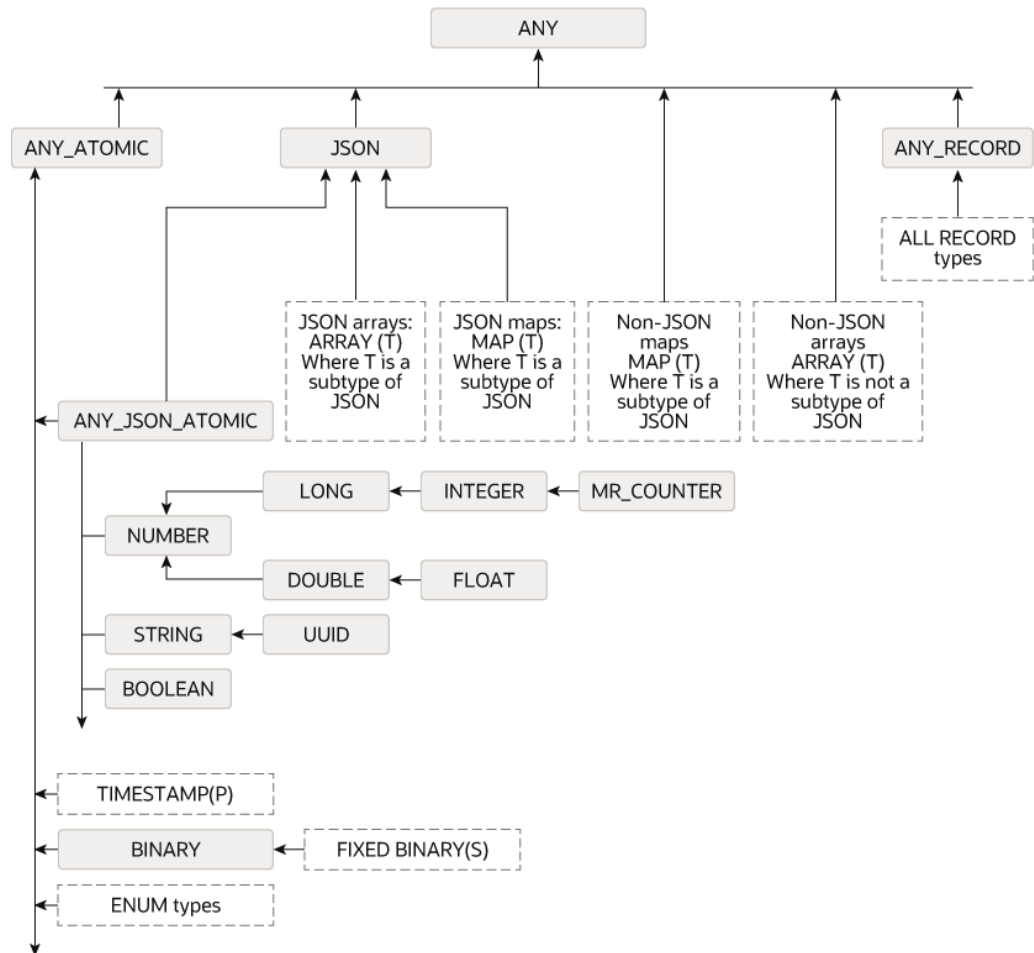 ANY
ANY_ATOMIC
JSON
ANY_RECORD
ALL RECORD
types
JSON arrays:
ARRAY (T)
Where T is a
subtype of
JSON
JSON maps:
MAP (T)
Where T is a
subtype of
JSON
Non-JSON
maps
MAP (T)
Where T is a
subtype of
JSON
Non-JSON
arrays
ARRAY (T)
Where T is not a
subtype of
JSON
ANY_JSON_ATOMIC
LONG
INTEGER
MR_COUNTER
NUMBER
DOUBLE
FLOAT
STRING
UUID
BOOLEAN
TIMESTAMP(P)
BINARY
FIXED BINARY(S)
ENUM types